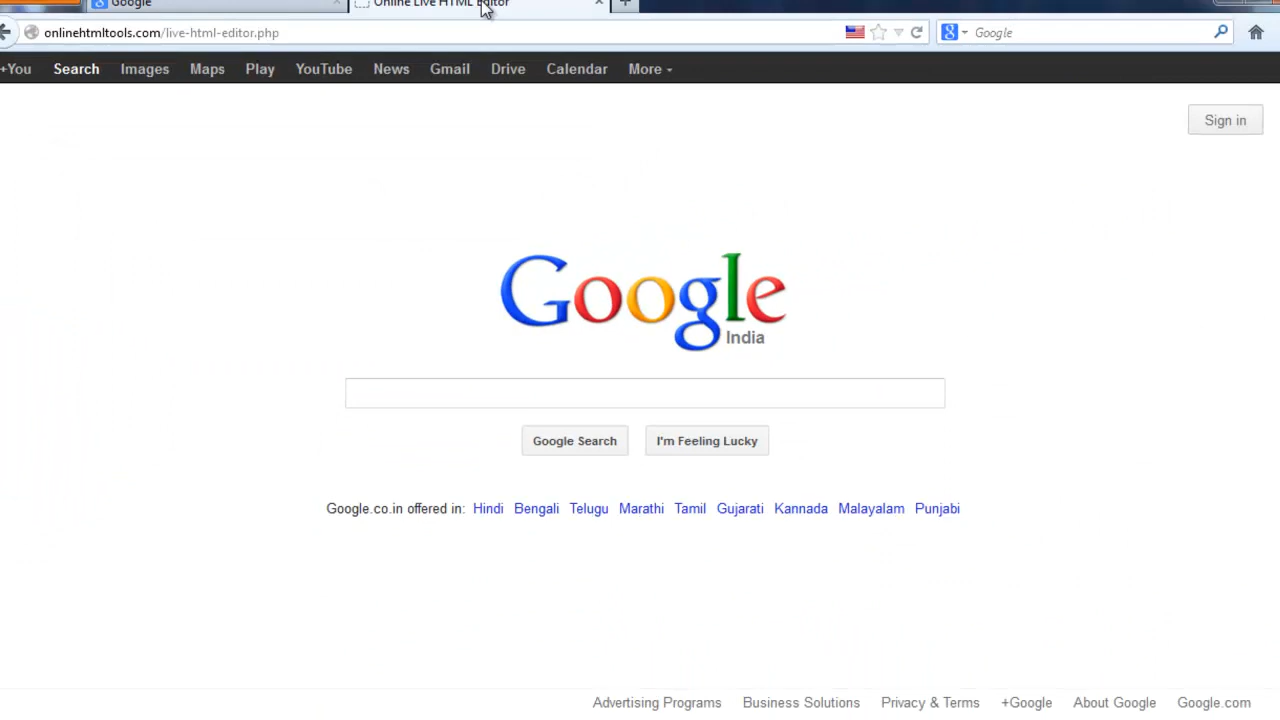 Google
Online Live HTML Editor
onlinehtmltools.com/live-html-editor.php
Google
+You Search Images Maps Play YouTube News Gmail Drive Calendar More
Sign in
Google
India
Google Search I'm Feeling Lucky
Google.co.in offered in: Hindi Bengali Telugu Marathi Tamil Gujarati Kannada Malayalam Punjabi
Advertising Programs Business Solutions Privacy & Terms +Google About Google Google.com